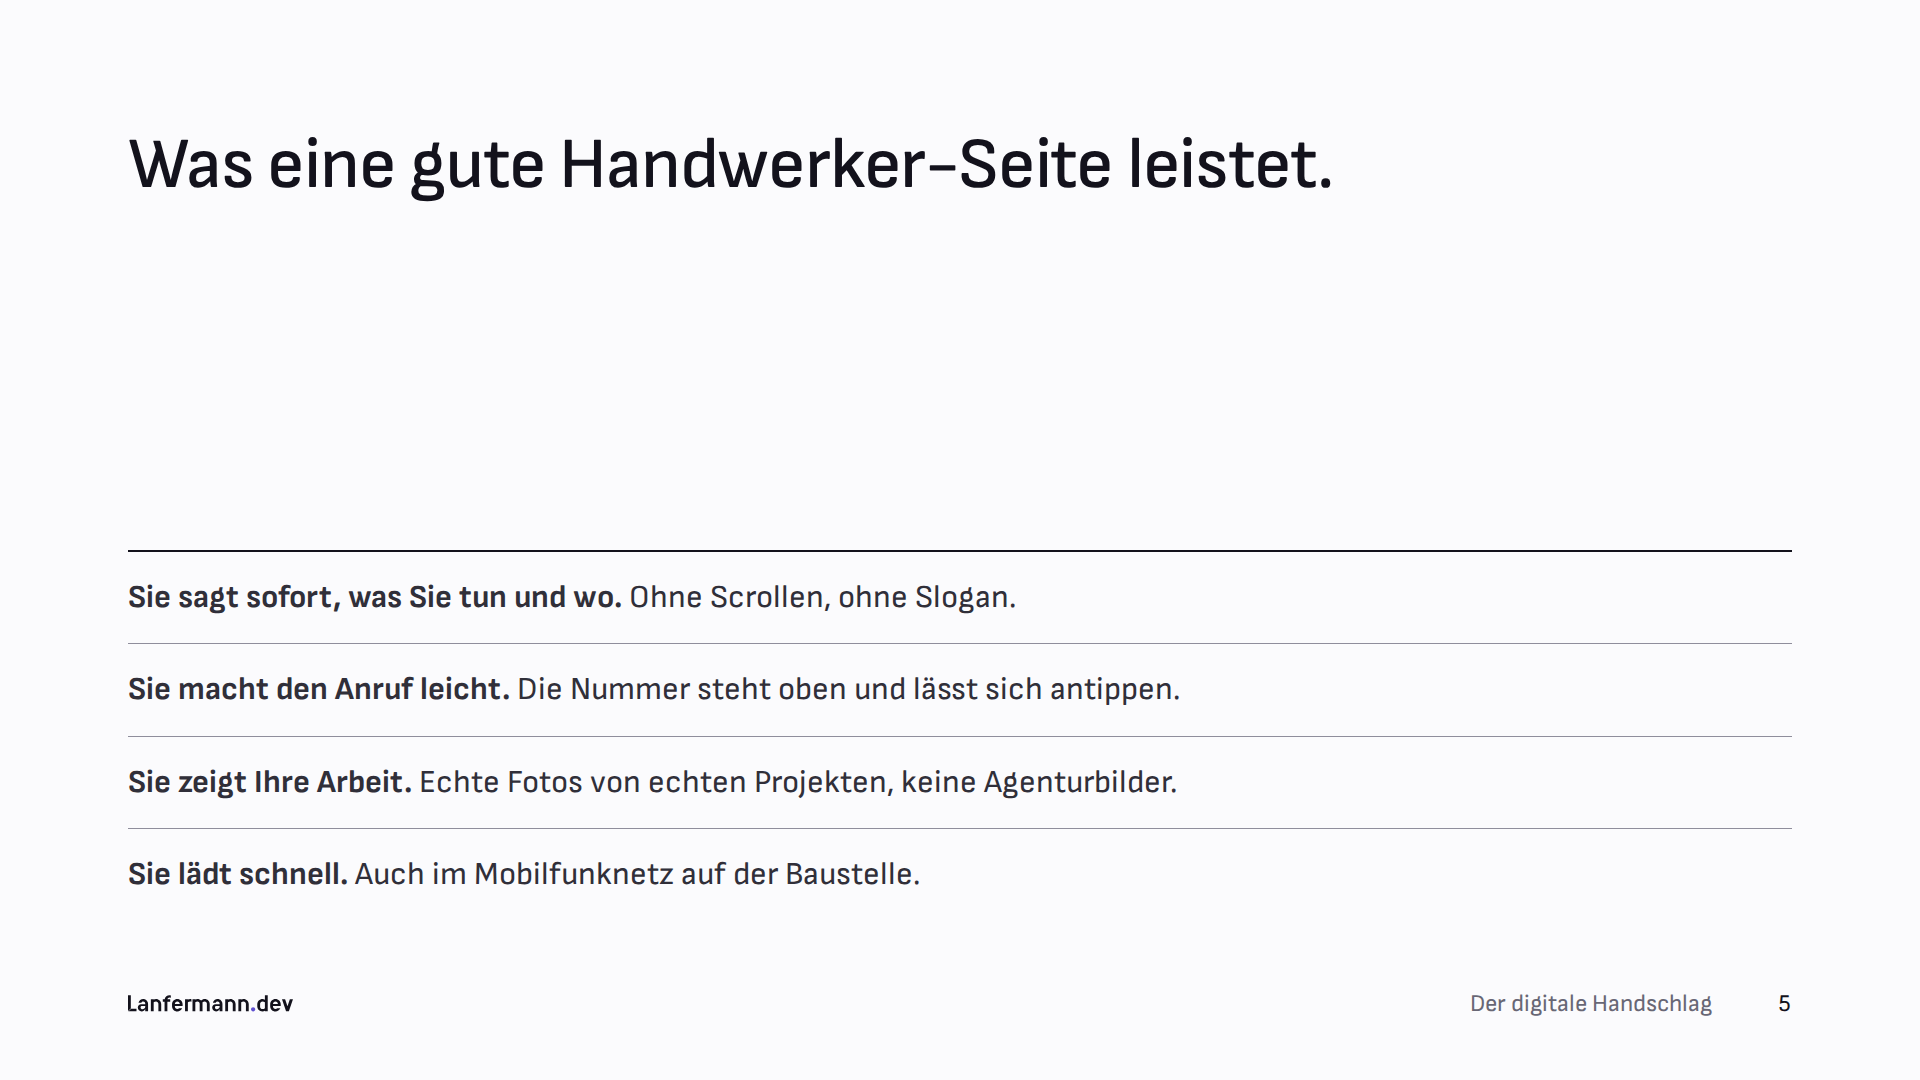 Was eine gute Handwerker-Seite leistet.
Sie sagt sofort, was Sie tun und wo. Ohne Scrollen, ohne Slogan.
Sie macht den Anruf leicht. Die Nummer steht oben und lässt sich antippen.
Sie zeigt Ihre Arbeit. Echte Fotos von echten Projekten, keine Agenturbilder.
Sie lädt schnell. Auch im Mobilfunknetz auf der Baustelle.
Lanfermann.dev
Der digitale Handschlag 5